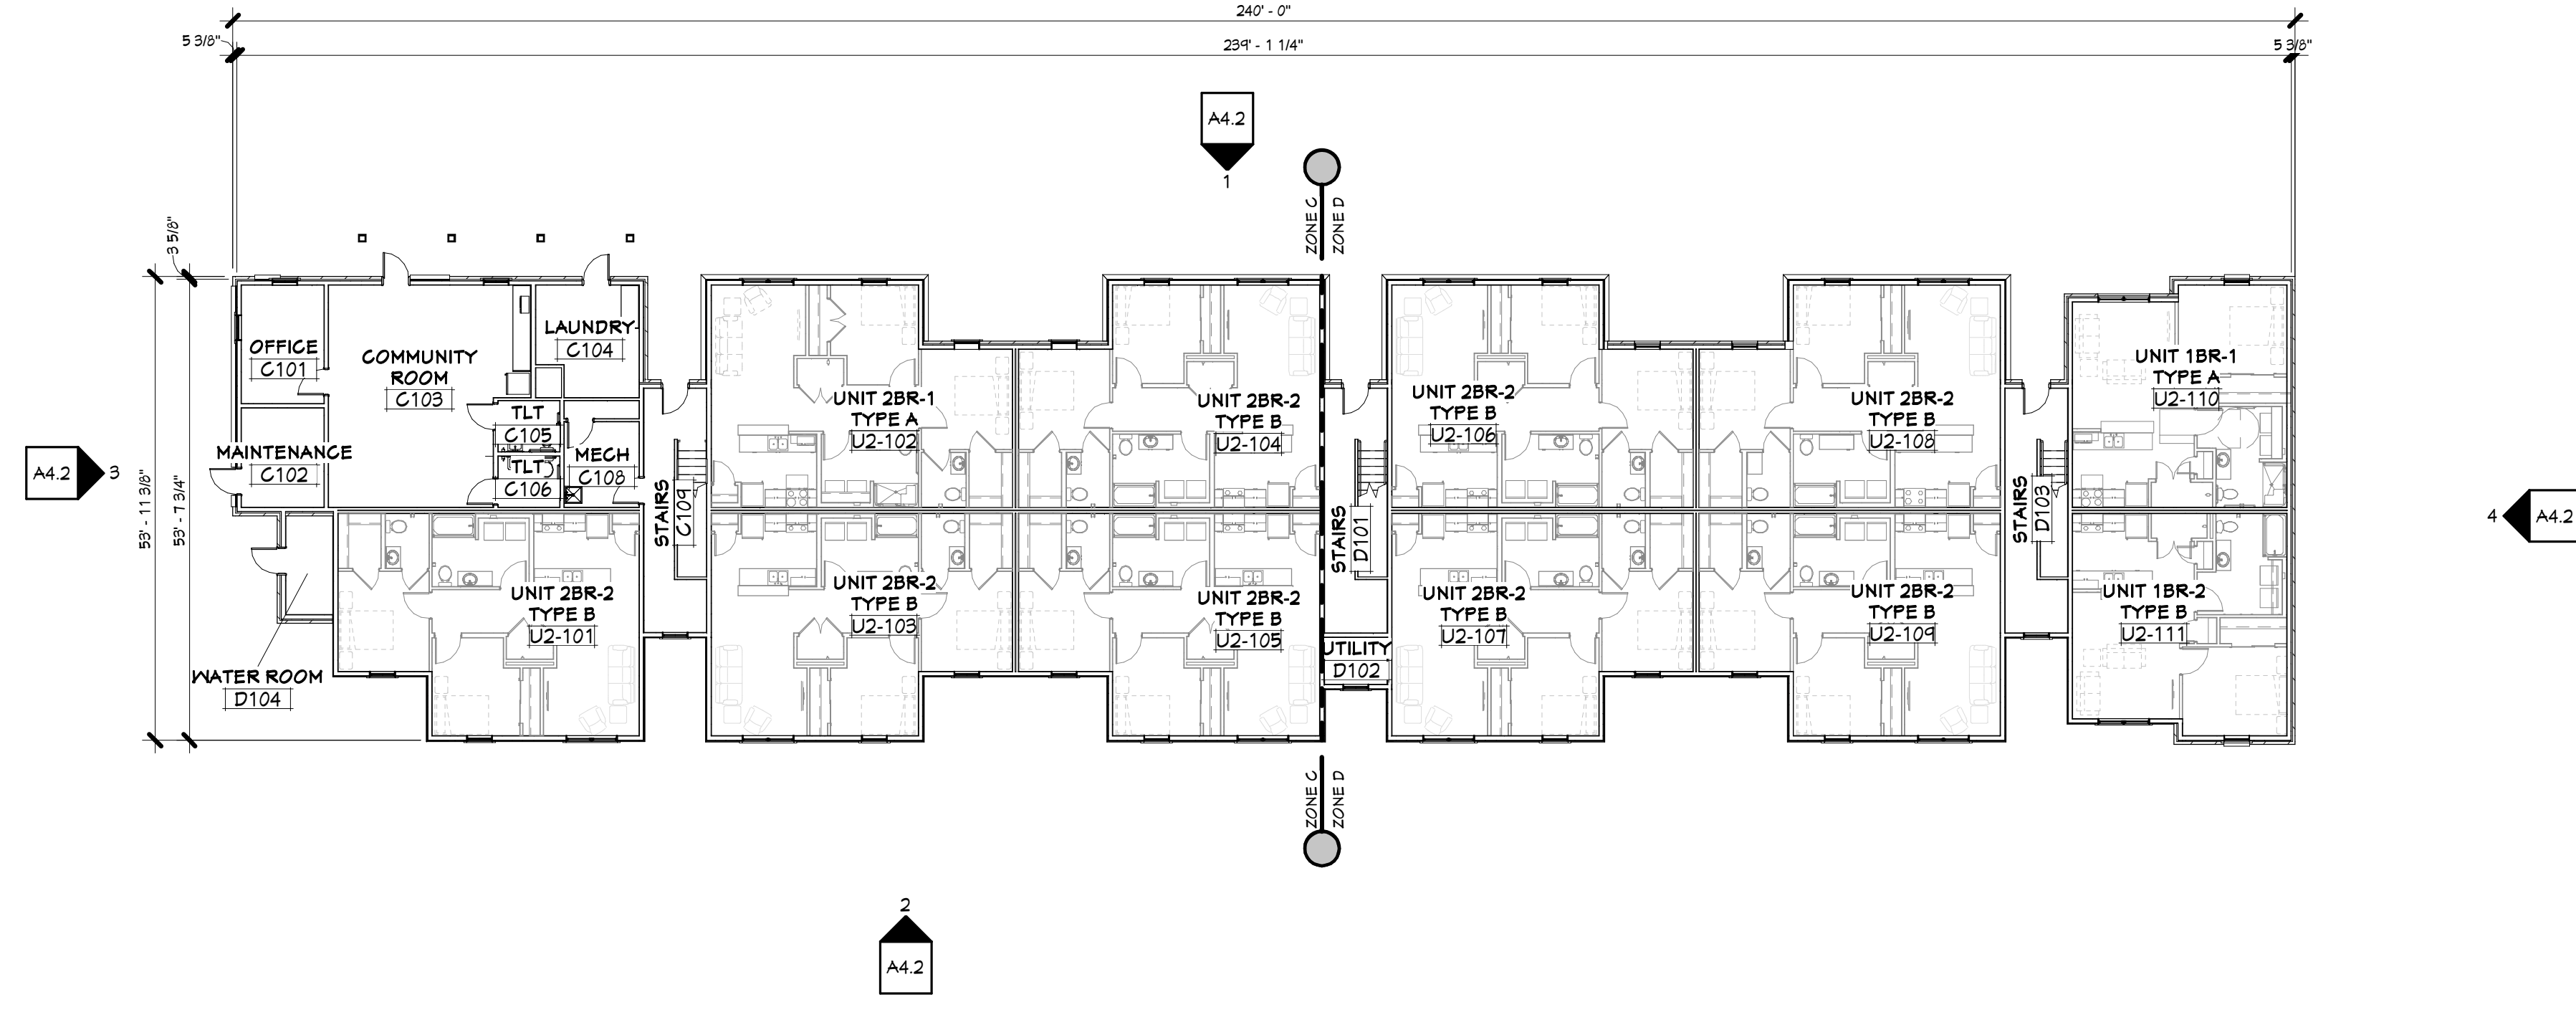 240' - 0"
5 3/8"
239' - 1 1/4"
5 3/8"
A4.2
1
ZONE C
ZONE D
3 5/8"
53' - 11 3/8"
53' - 7 3/4"
A4.2
3
4
A4.2
OFFICE
C101
COMMUNITY
ROOM
C103
LAUNDRY
C104
MAINTENANCE
C102
TLT
C105
TLT
C106
MECH
C108
STAIRS
C109
UNIT 2BR-1
TYPE A
U2-102
UNIT 2BR-2
TYPE B
U2-104
UNIT 2BR-2
TYPE B
U2-106
UNIT 2BR-2
TYPE B
U2-108
UNIT 1BR-1
TYPE A
U2-110
STAIRS
D101
STAIRS
D103
UNIT 2BR-2
TYPE B
U2-101
UNIT 2BR-2
TYPE B
U2-103
UNIT 2BR-2
TYPE B
U2-105
UNIT 2BR-2
TYPE B
U2-107
UNIT 2BR-2
TYPE B
U2-109
UNIT 1BR-2
TYPE B
U2-111
UTILITY
D102
WATER ROOM
D104
ZONE C
ZONE D
2
A4.2